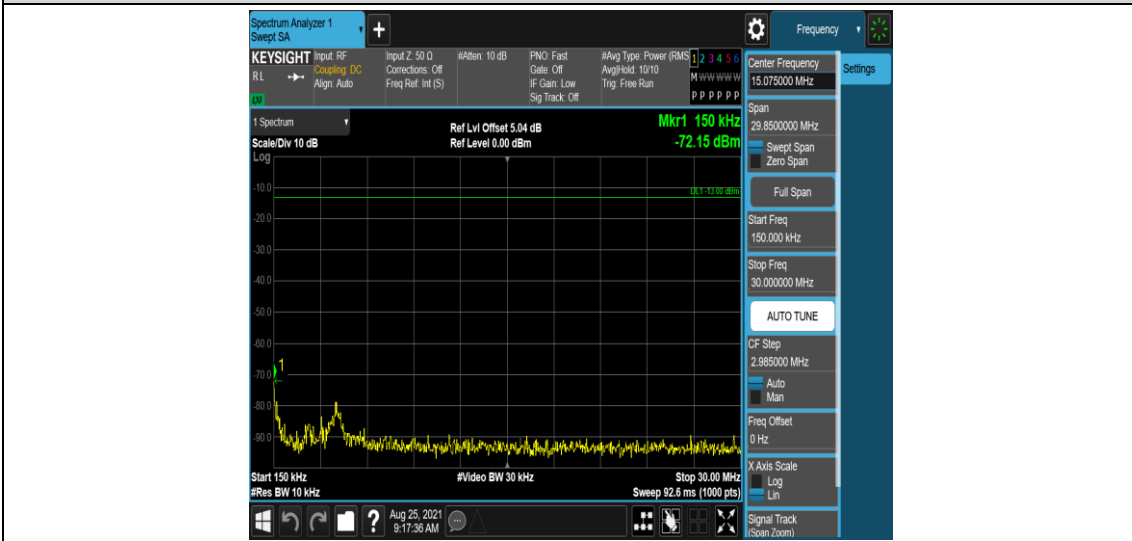 Spectrum Analyzer 1
Swept SA
+
Frequency
KEYSIGHT
RL
LXI
Input: RF
Coupling: DC
Align: Auto
Input Z: 50 Ω
Corrections: Off
Freq Ref: Int (S)
#Atten: 10 dB
PNO: Fast
Gate: Off
IF Gain: Low
Sig Track: Off
#Avg Type: Power (RMS
Avg|Hold: 10/10
Trig: Free Run
1 2 3 4 5 6
M W W W W W
P P P P P P
1 Spectrum
Scale/Div 10 dB
Log
Ref Lvl Offset 5.04 dB
Ref Level 0.00 dBm
Mkr1 150 kHz
-72.15 dBm
DL1 -13.00 dBm
-10.0
-20.0
-30.0
-40.0
-50.0
-60.0
-70.0
-80.0
-90.0
1
Start 150 kHz
#Res BW 10 kHz
#Video BW 30 kHz
Stop 30.00 MHz
Sweep 92.6 ms (1000 pts)
?
Aug 25, 2021
9:17:36 AM
Center Frequency
15.075000 MHz
Settings
Span
29.8500000 MHz
Swept Span
Zero Span
Full Span
Start Freq
150.000 kHz
Stop Freq
30.000000 MHz
AUTO TUNE
CF Step
2.985000 MHz
Auto
Man
Freq Offset
0 Hz
X Axis Scale
Log
Lin
Signal Track
(Span Zoom)